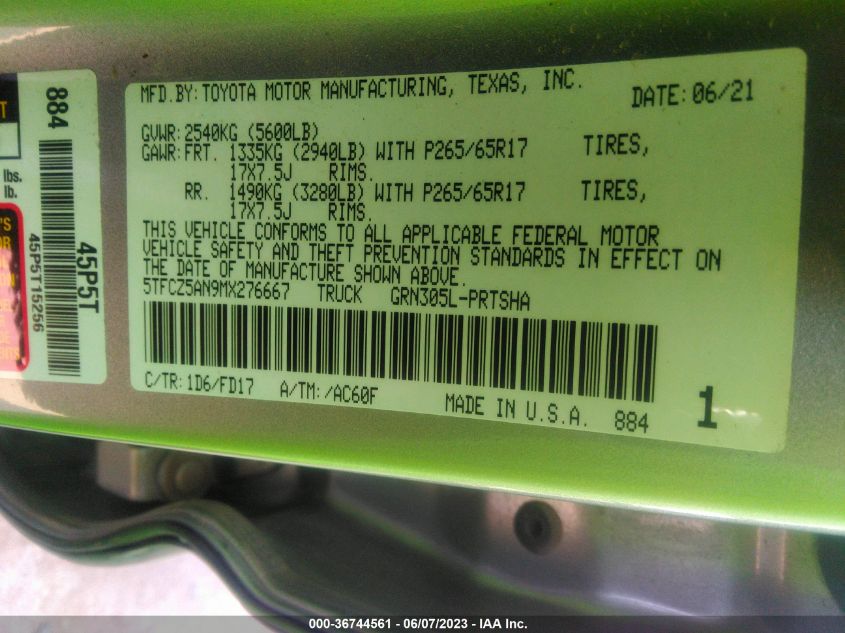 T
lbs.
lb.
'S
OR
884
45P5T
45P5T15256
MFD.BY: TOYOTA MOTOR MANUFACTURING, TEXAS, INC.
DATE: 06/21
GVWR: 2540KG (5600LB)
GAWR: FRT. 1335KG (2940LB) WITH P265/65R17 TIRES,
17X7.5J RIMS.
RR. 1490KG (3280LB) WITH P265/65R17 TIRES,
17X7.5J RIMS.
THIS VEHICLE CONFORMS TO ALL APPLICABLE FEDERAL MOTOR
VEHICLE SAFETY AND THEFT PREVENTION STANDARDS IN EFFECT ON
THE DATE OF MANUFACTURE SHOWN ABOVE.
5TFCZ5AN9MX276667 TRUCK GRN305L-PRTSHA
C/TR: 1D6/FD17 A/TM: /AC60F MADE IN U.S.A. 884 1
000-36744561 - 06/07/2023 - IAA Inc.